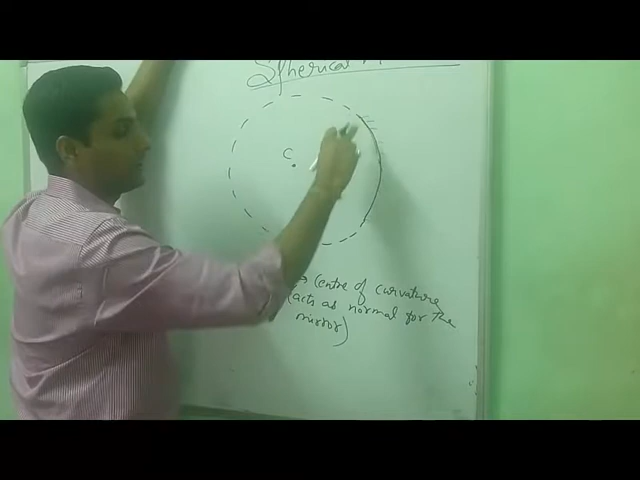 Spherical
C
→ Centre of curvature
(acts as normal for the
mirror)